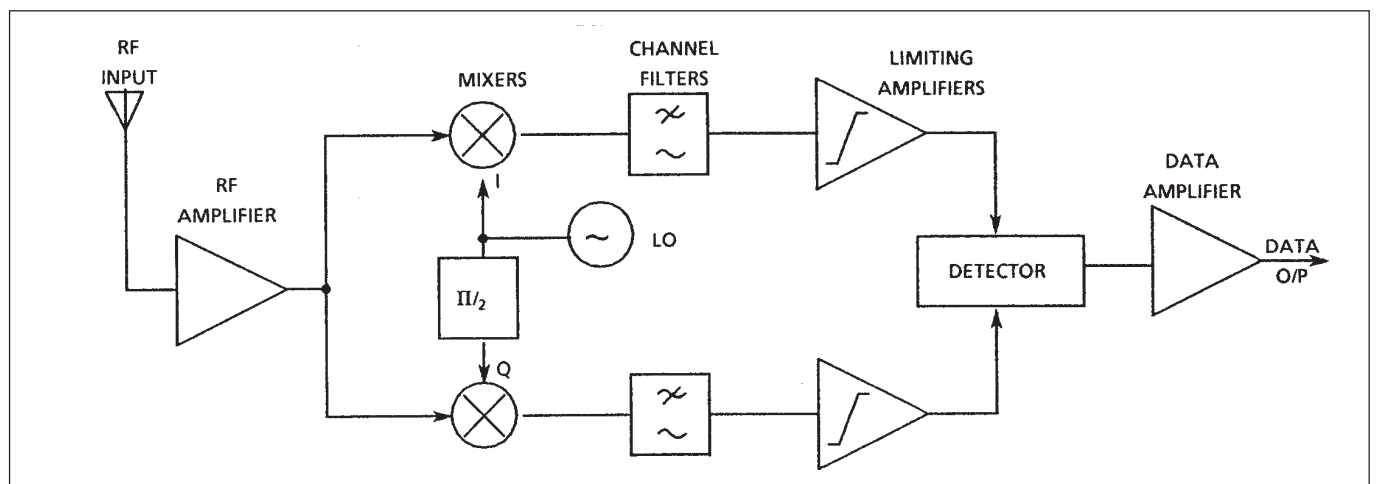 RF
INPUT
RF
AMPLIFIER
MIXERS
I
Π/2
Q
LO
CHANNEL
FILTERS
LIMITING
AMPLIFIERS
DETECTOR
DATA
AMPLIFIER
DATA
O/P